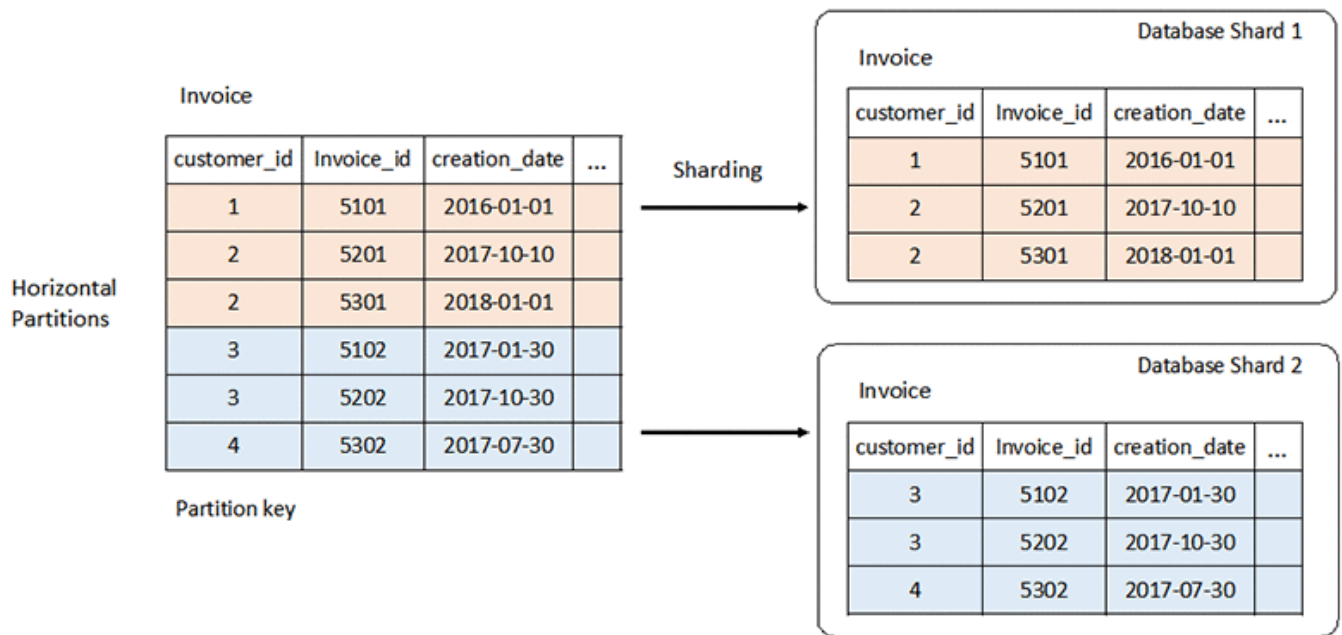 Invoice
customer_id Invoice_id creation_date ...
1 5101 2016-01-01
2 5201 2017-10-10
2 5301 2018-01-01
3 5102 2017-01-30
3 5202 2017-10-30
4 5302 2017-07-30
Horizontal
Partitions
Partition key
Sharding
Database Shard 1
Invoice
customer_id Invoice_id creation_date ...
1 5101 2016-01-01
2 5201 2017-10-10
2 5301 2018-01-01
Database Shard 2
Invoice
customer_id Invoice_id creation_date ...
3 5102 2017-01-30
3 5202 2017-10-30
4 5302 2017-07-30